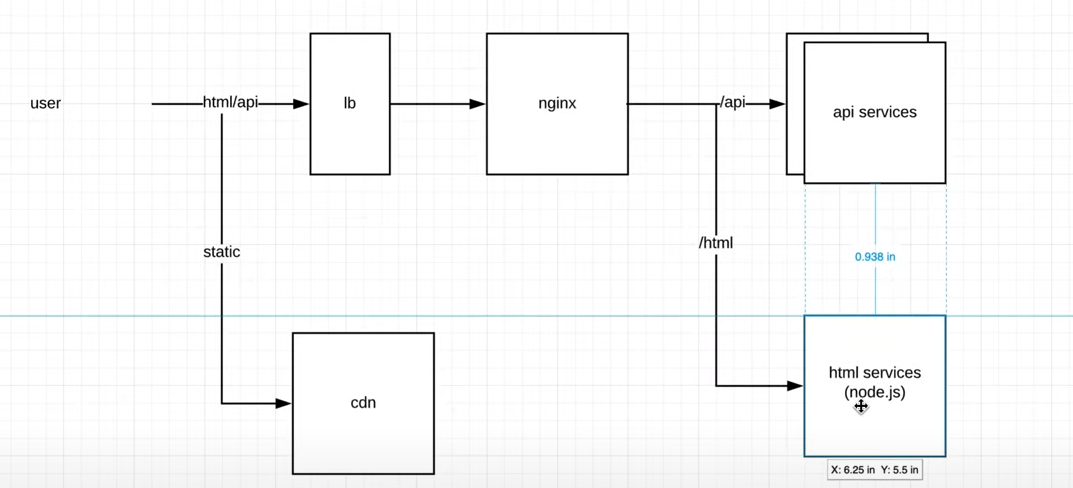 user
html/api
lb
nginx
/api
api services
static
/html
0.938 in
cdn
html services
(node.js)
X: 6.25 in Y: 5.5 in